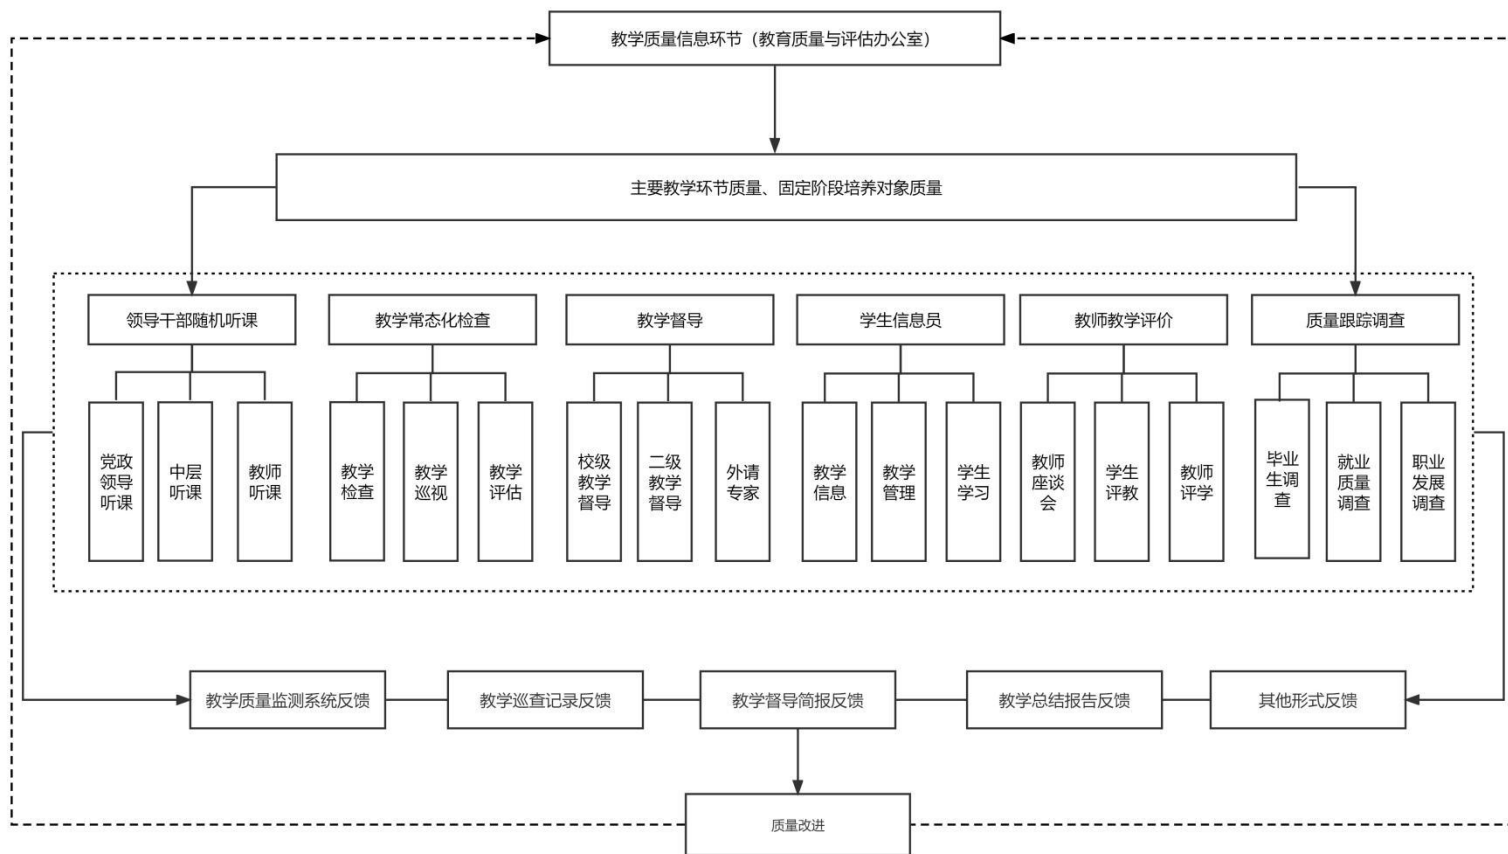 教学质量信息环节（教育质量与评估办公室）
主要教学环节质量、固定阶段培养对象质量
领导干部随机听课
教学常态化检查
教学督导
学生信息员
教师教学评价
质量跟踪调查
党政
领导
听课
中层
听课
教师
听课
教学
检查
教学
巡视
教学
评估
校级
教学
督导
二级
教学
督导
外请
专家
教学
信息
教学
管理
学生
学习
教师
座谈
会
学生
评教
教师
评学
毕业
生调
查
就业
质量
调查
职业
发展
调查
教学质量监测系统反馈
教学巡查记录反馈
教学督导简报反馈
教学总结报告反馈
其他形式反馈
质量改进